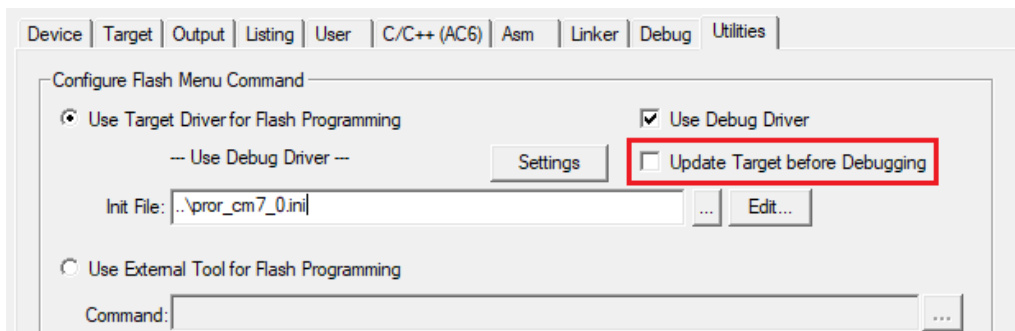 Device Target Output Listing User C/C++ (AC6) Asm Linker Debug Utilities
Configure Flash Menu Command
Use Target Driver for Flash Programming Use Debug Driver
--- Use Debug Driver --- Settings Update Target before Debugging
Init File: ..\pror_cm7_0.ini ... Edit...
Use External Tool for Flash Programming
Command: ...